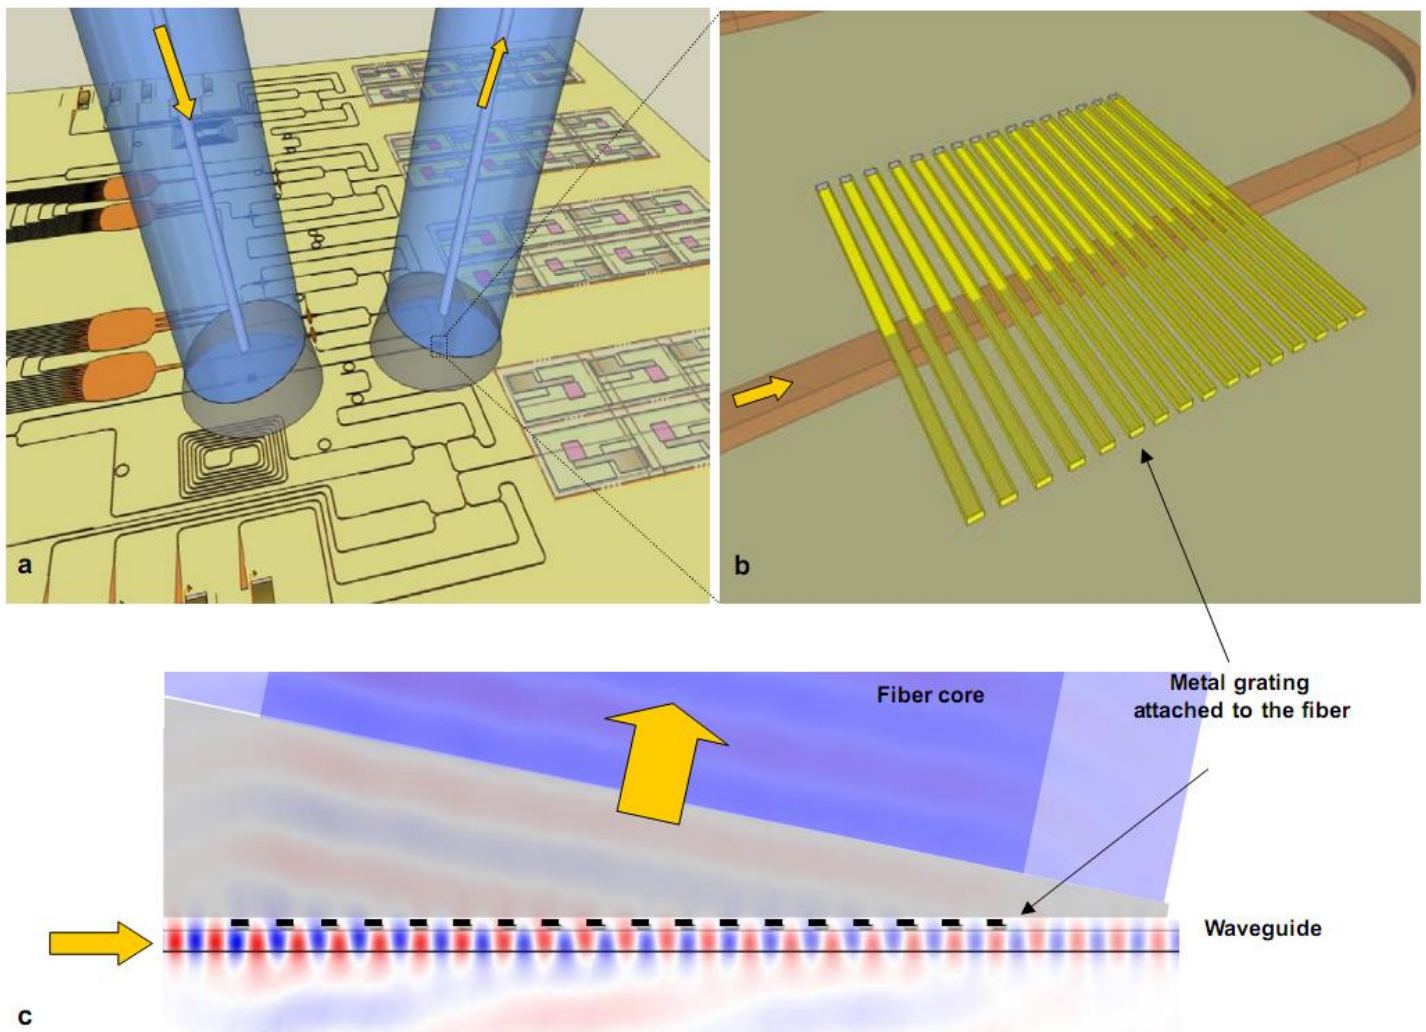 a
b
Fiber core
Metal grating
attached to the fiber
Waveguide
c